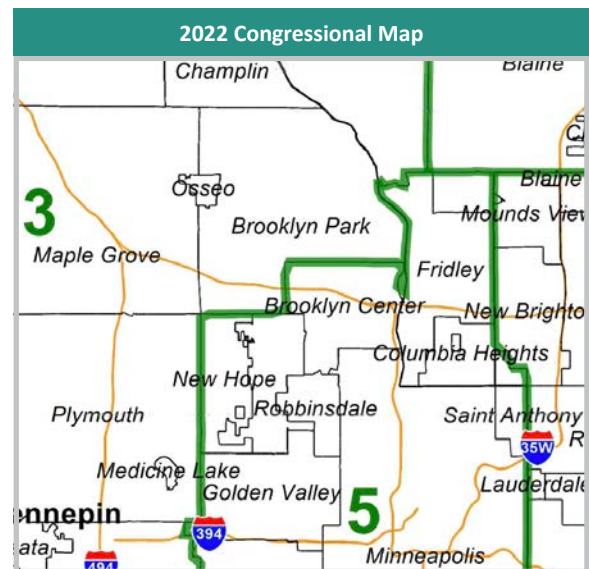 2022 Congressional Map
Champlin
Blaine
Osseo
Blaine
3
Brooklyn Park
Mounds View
Maple Grove
Fridley
Brooklyn Center
New Brighto
Columbia Heights
New Hope
Plymouth
Robbinsdale
Saint Anthony
R
35W
Medicine Lake
Lauderdale
Golden Valley
5
ennepin
394
ata
Minneapolis
494